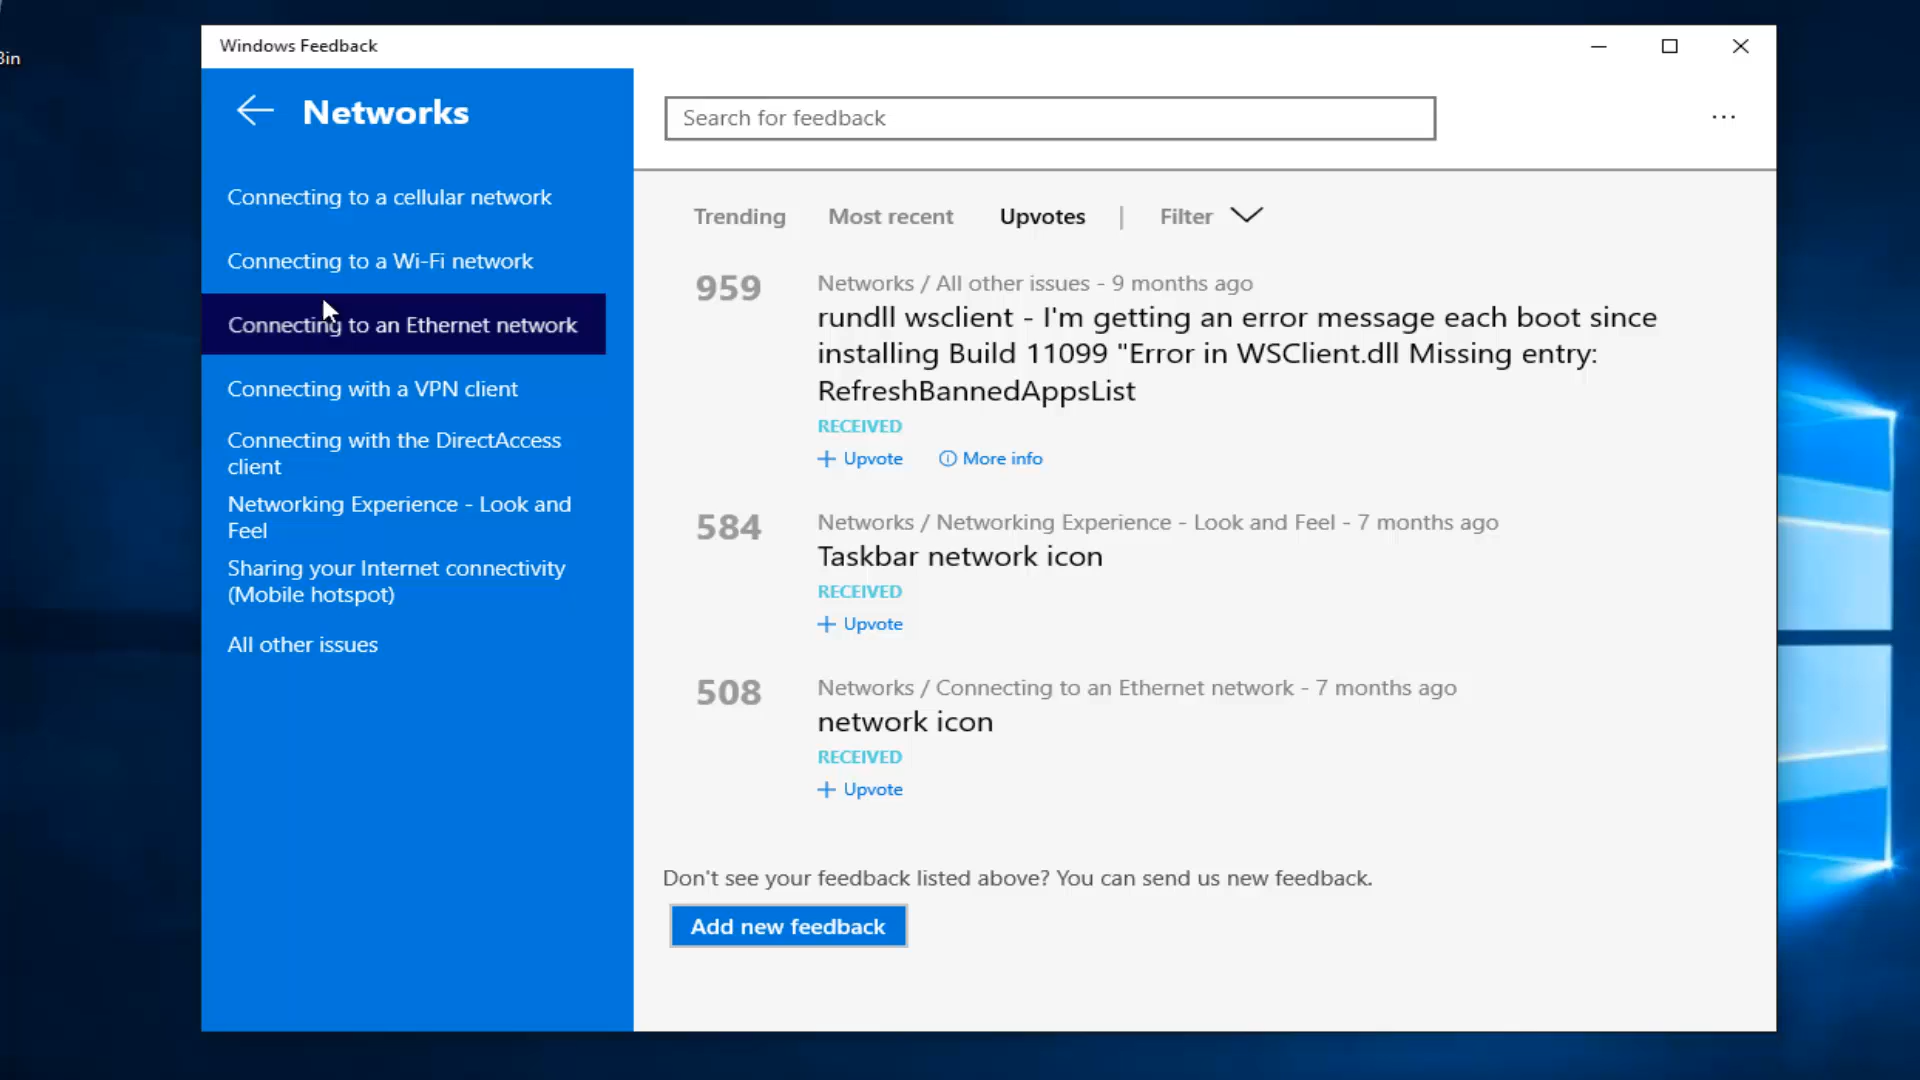 Bin
Windows Feedback
Networks
Connecting to a cellular network
Connecting to a Wi-Fi network
Connecting to an Ethernet network
Connecting with a VPN client
Connecting with the DirectAccess
client
Networking Experience - Look and
Feel
Sharing your Internet connectivity
(Mobile hotspot)
All other issues
Search for feedback
...
Trending Most recent Upvotes | Filter
959 Networks / All other issues - 9 months ago
rundll wsclient - I'm getting an error message each boot since
installing Build 11099 "Error in WSClient.dll Missing entry:
RefreshBannedAppsList
RECEIVED
+ Upvote More info
584 Networks / Networking Experience - Look and Feel - 7 months ago
Taskbar network icon
RECEIVED
+ Upvote
508 Networks / Connecting to an Ethernet network - 7 months ago
network icon
RECEIVED
+ Upvote
Don't see your feedback listed above? You can send us new feedback.
Add new feedback